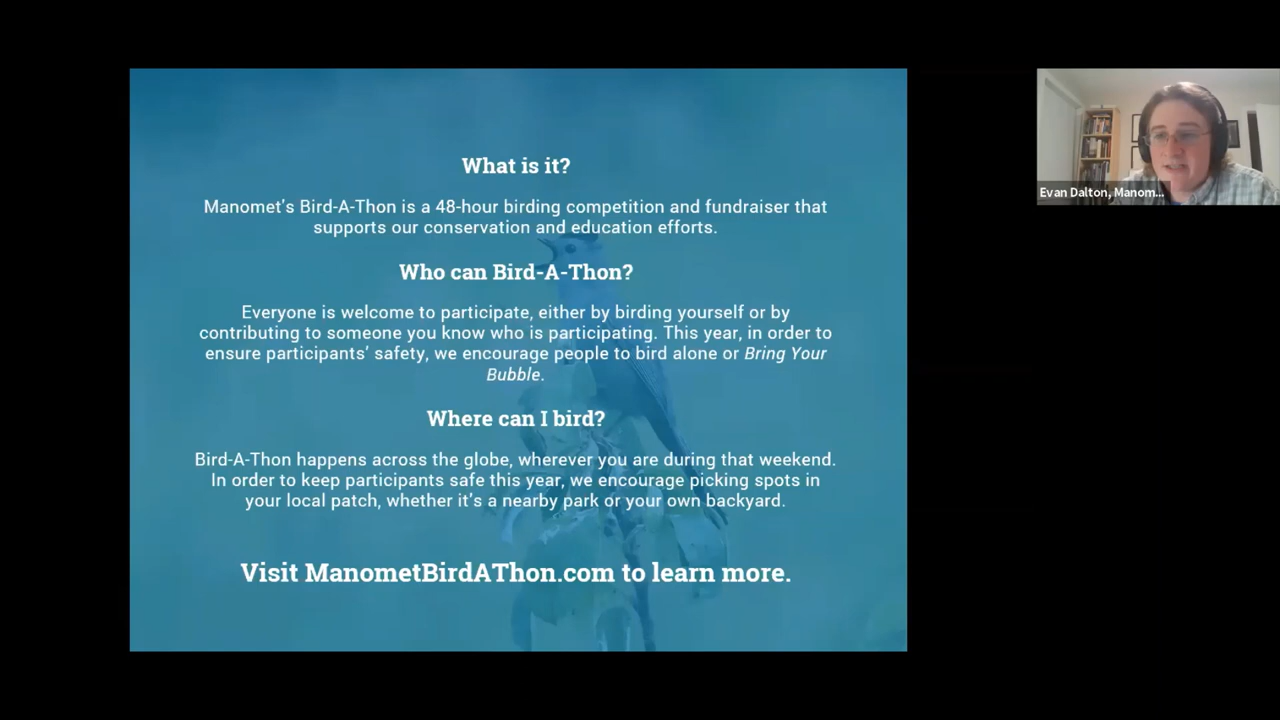 What is it?
Manomet's Bird-A-Thon is a 48-hour birding competition and fundraiser that
supports our conservation and education efforts.
Who can Bird-A-Thon?
Everyone is welcome to participate, either by birding yourself or by
contributing to someone you know who is participating. This year, in order to
ensure participants' safety, we encourage people to bird alone or Bring Your
Bubble.
Where can I bird?
Bird-A-Thon happens across the globe, wherever you are during that weekend.
In order to keep participants safe this year, we encourage picking spots in
your local patch, whether it's a nearby park or your own backyard.
Visit ManometBirdAThon.com to learn more.
Evan Dalton, Manom...